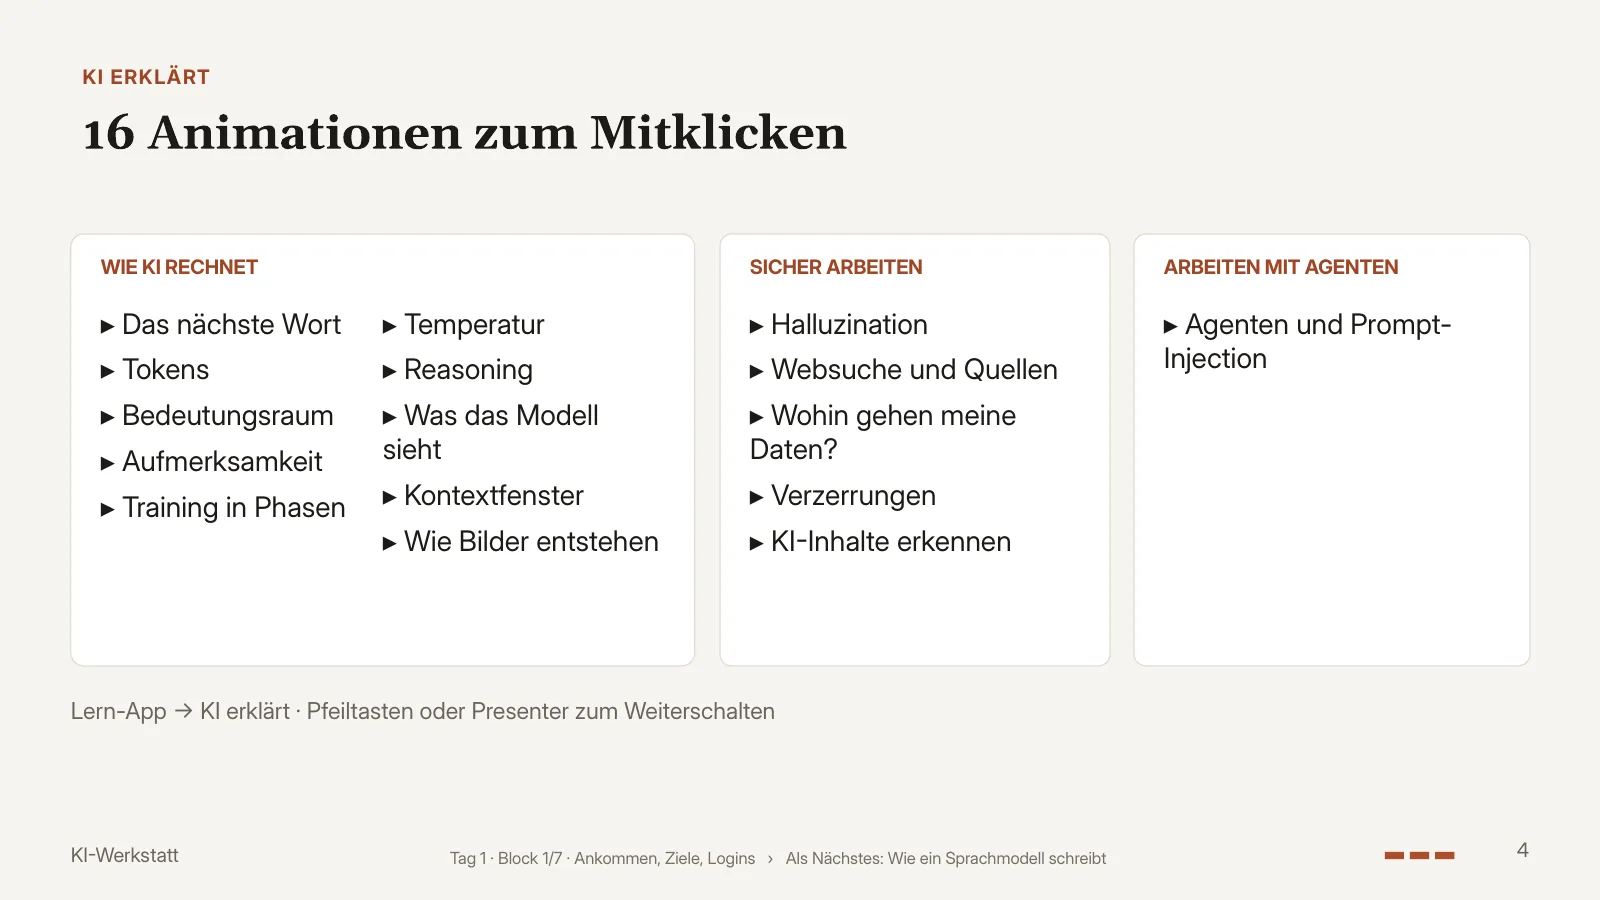 KI ERKLÄRT
16 Animationen zum Mitklicken
WIE KI RECHNET
▸ Das nächste Wort
▸ Tokens
▸ Bedeutungsraum
▸ Aufmerksamkeit
▸ Training in Phasen
▸ Temperatur
▸ Reasoning
▸ Was das Modell
sieht
▸ Kontextfenster
▸ Wie Bilder entstehen
SICHER ARBEITEN
▸ Halluzination
▸ Websuche und Quellen
▸ Wohin gehen meine
Daten?
▸ Verzerrungen
▸ KI-Inhalte erkennen
ARBEITEN MIT AGENTEN
▸ Agenten und Prompt-
Injection
Lern-App → KI erklärt · Pfeiltasten oder Presenter zum Weiterschalten
KI-Werkstatt
Tag 1 · Block 1/7 · Ankommen, Ziele, Logins › Als Nächstes: Wie ein Sprachmodell schreibt
4